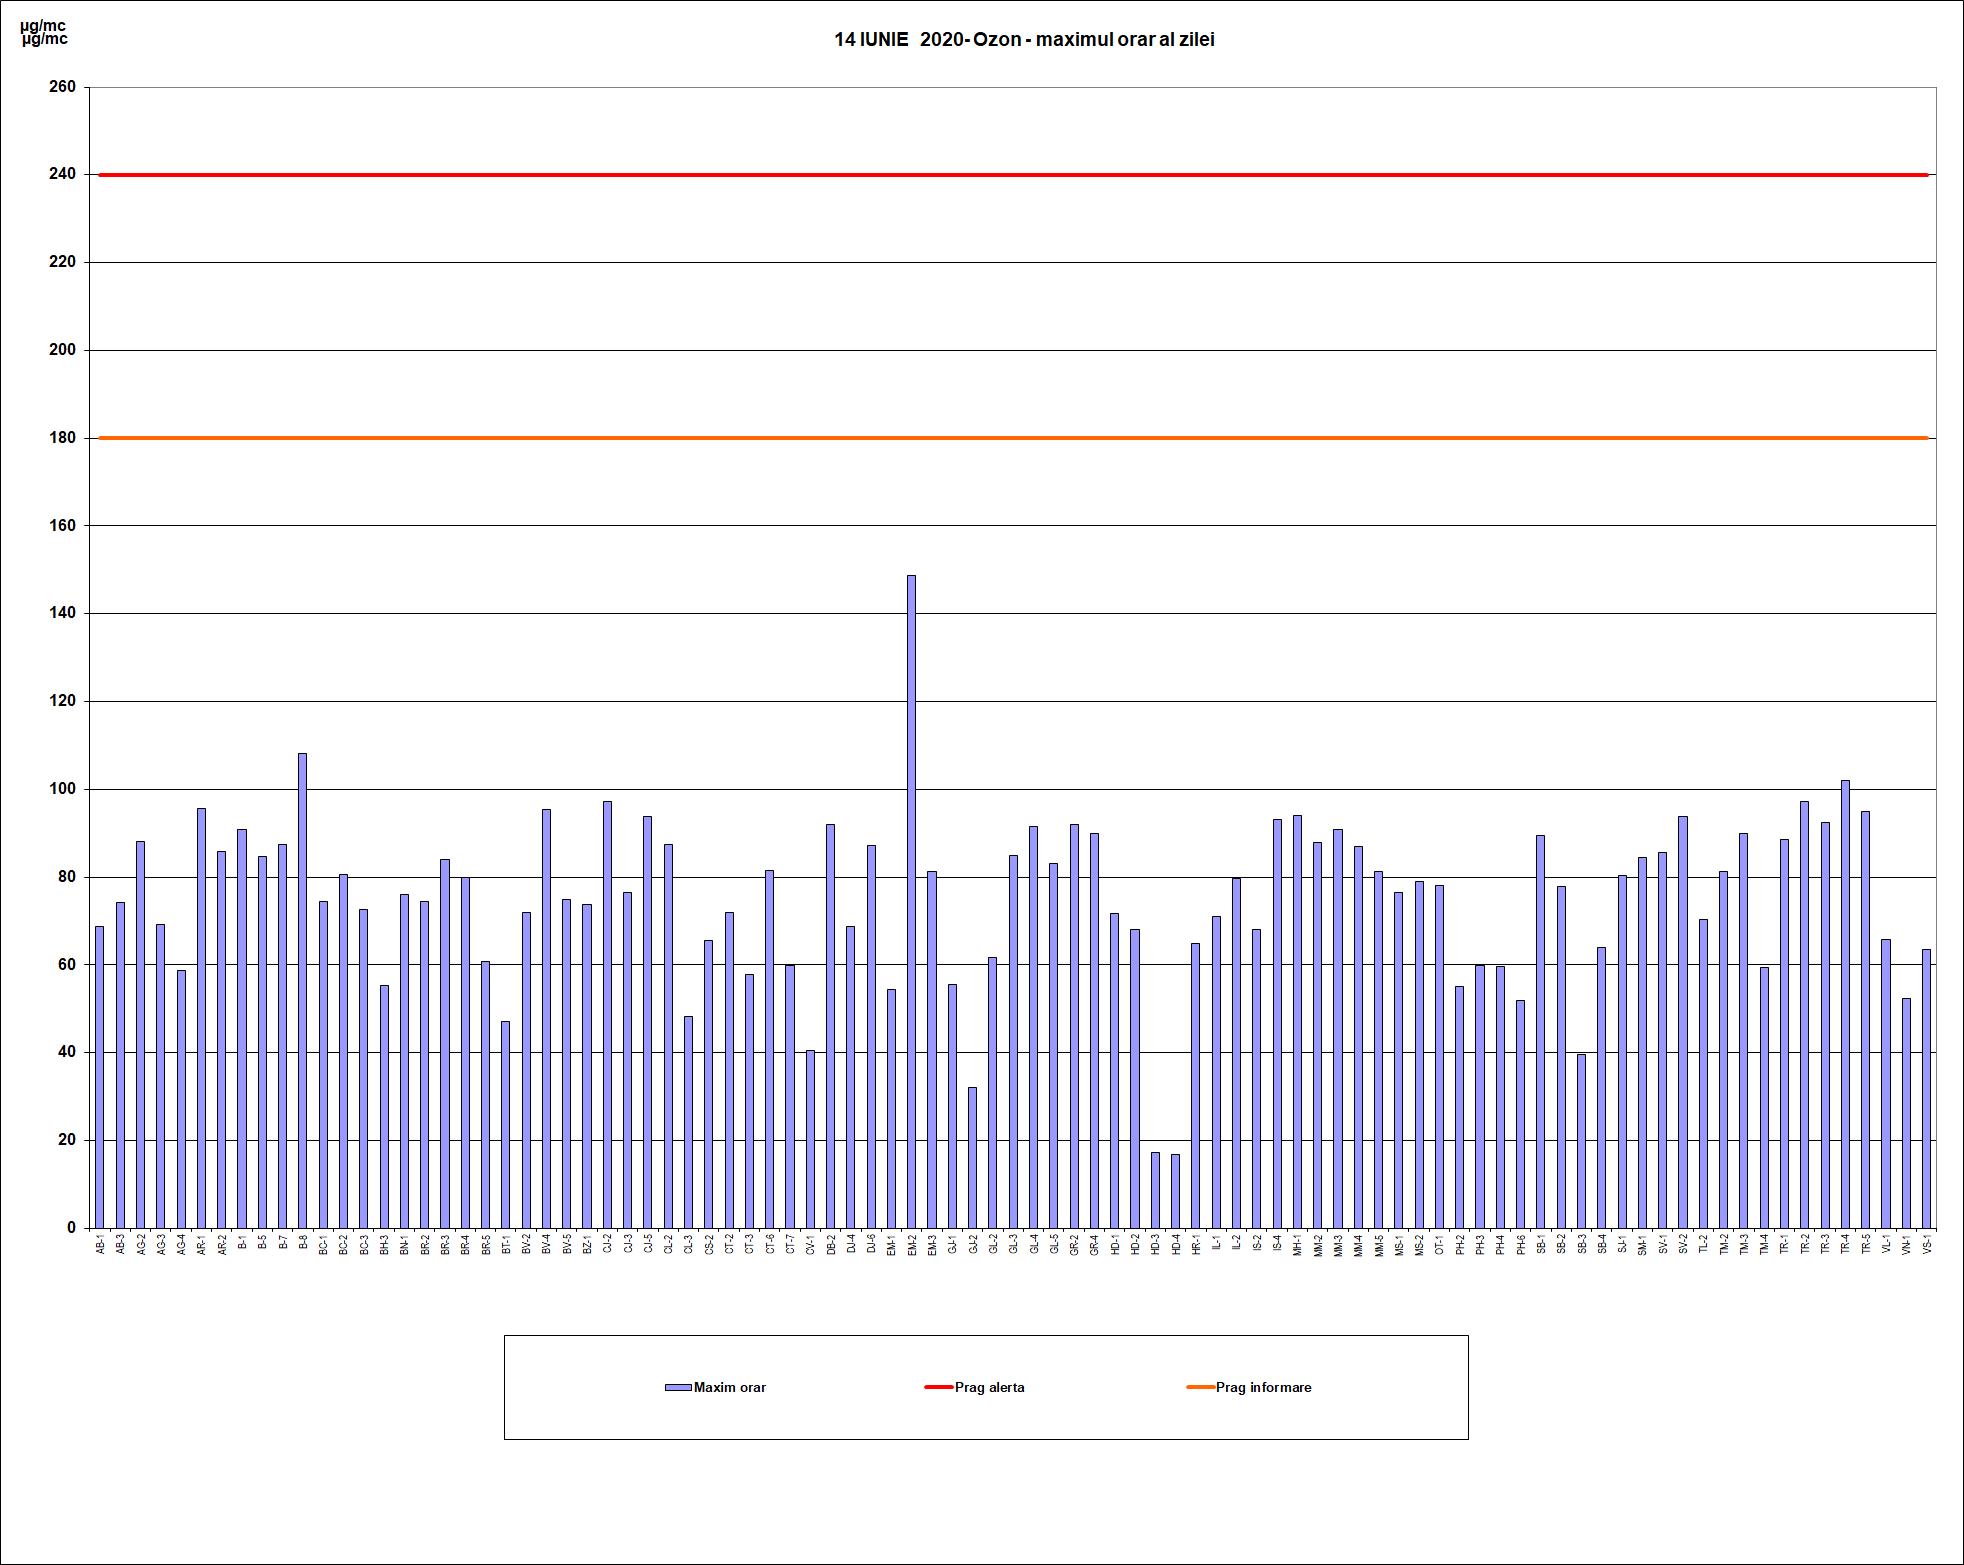 µg/mc
µg/mc
14 IUNIE 2020- Ozon - maximul orar al zilei
260
240
220
200
180
160
140
120
100
80
60
40
20
0
AB-1 AB-3 AG-2 AG-3 AG-4 AR-1 AR-2 B-1 B-5 B-7 B-8 BC-1 BC-2 BC-3 BH-3 BN-1 BR-2 BR-3 BR-4 BR-5 BT-1 BV-2 BV-4 BV-5 BZ-1 CJ-2 CJ-3 CJ-5 CL-2 CL-3 CS-2 CT-2 CT-3 CT-6 CT-7 CV-1 DB-2 DJ-4 DJ-6 EM-1 EM-2 EM-3 GJ-1 GJ-2 GL-2 GL-3 GL-4 GL-5 GR-2 GR-4 HD-1 HD-2 HD-3 HD-4 HR-1 IL-1 IL-2 IS-2 IS-4 MH-1 MM-2 MM-3 MM-4 MM-5 MS-1 MS-2 OT-1 PH-2 PH-3 PH-4 PH-6 SB-1 SB-2 SB-3 SB-4 SJ-1 SM-1 SV-1 SV-2 TL-2 TM-2 TM-3 TM-4 TR-1 TR-2 TR-3 TR-4 TR-5 VL-1 VN-1 VS-1
Maxim orar Prag alerta Prag informare